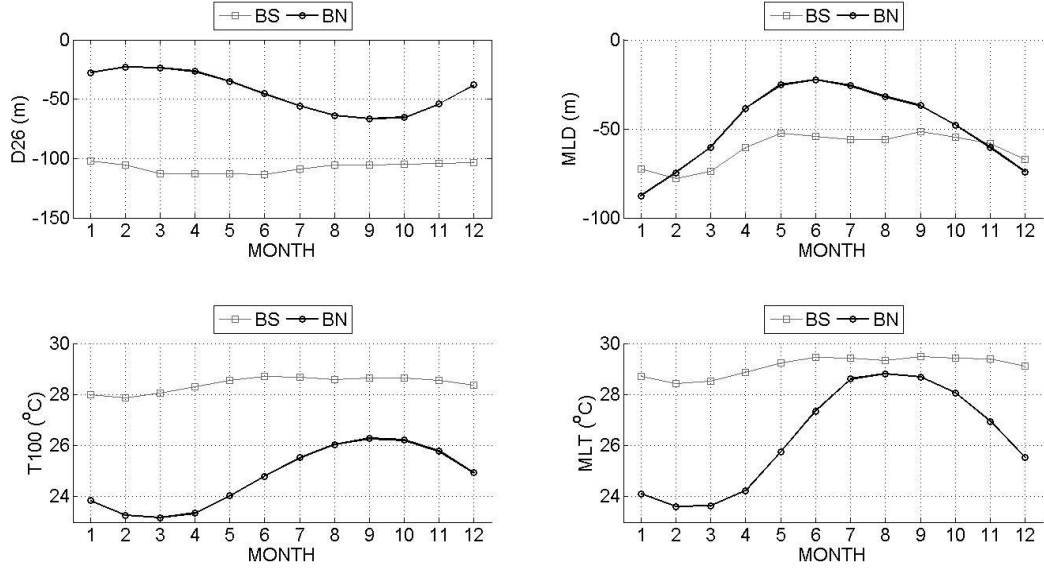 BS BN
0
-50
-100
-150
D26 (m)
1 2 3 4 5 6 7 8 9 10 11 12
MONTH
BS BN
0
-50
-100
MLD (m)
1 2 3 4 5 6 7 8 9 10 11 12
MONTH
BS BN
30
28
26
24
T100 (°C)
1 2 3 4 5 6 7 8 9 10 11 12
MONTH
BS BN
30
28
26
24
MLT (°C)
1 2 3 4 5 6 7 8 9 10 11 12
MONTH